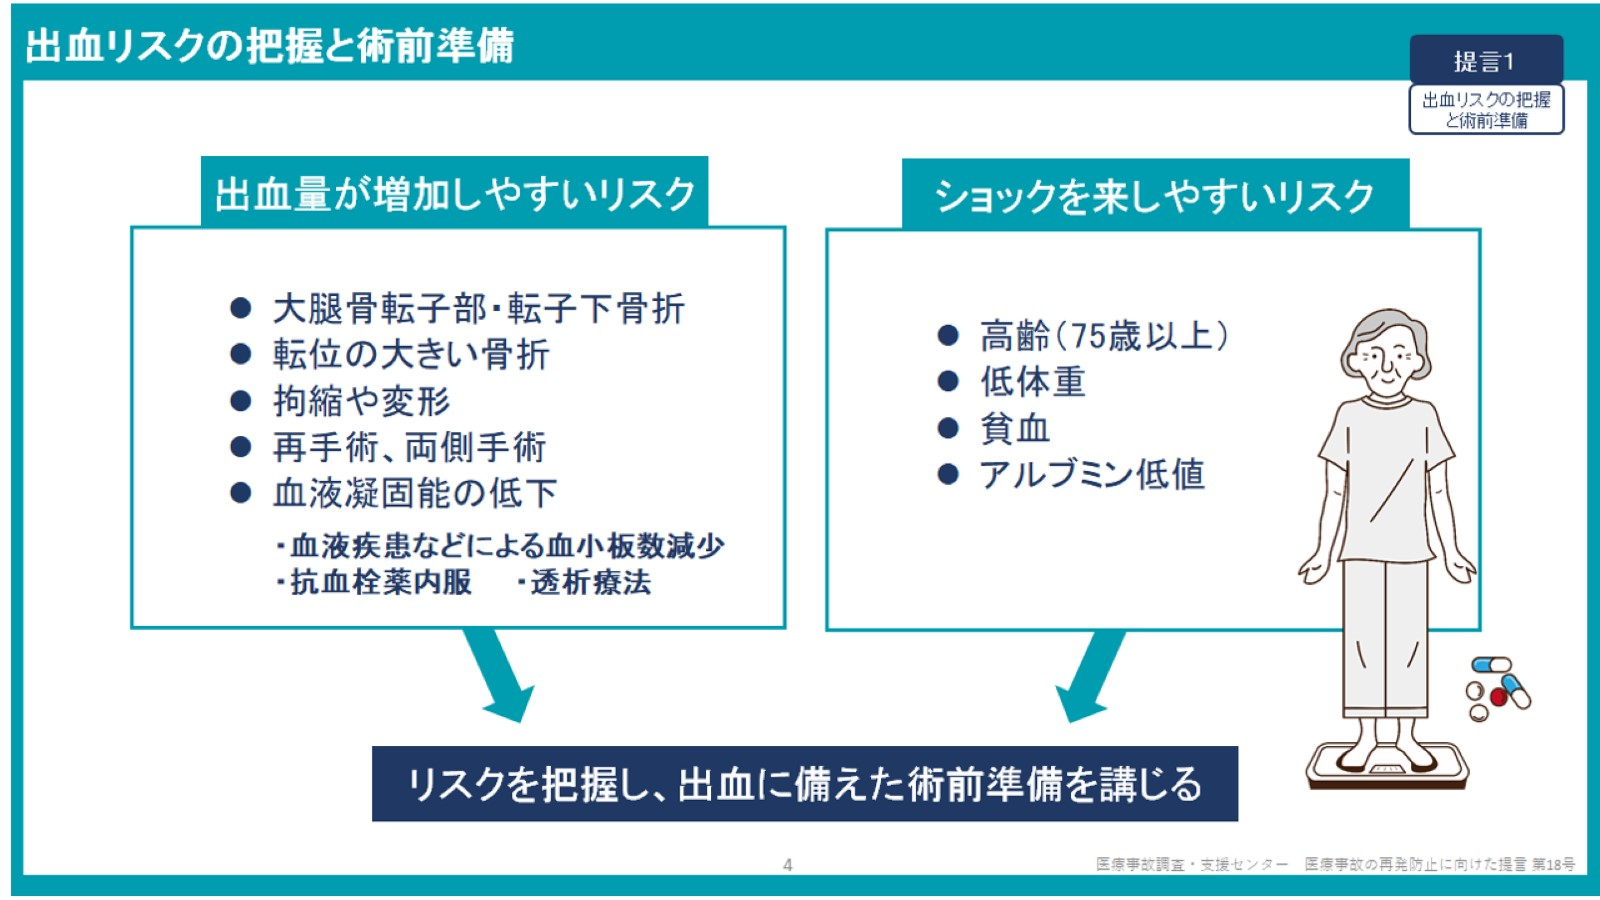 出血リスクの把握と術前準備
提言1
出血リスクの把握
と術前準備
出血量が増加しやすいリスク
● 大腿骨転子部・転子下骨折
● 転位の大きい骨折
● 拘縮や変形
● 再手術、両側手術
● 血液凝固能の低下
・血液疾患などによる血小板数減少
・抗血栓薬内服 ・透析療法
ショックを来しやすいリスク
● 高齢（75歳以上）
● 低体重
● 貧血
● アルブミン低値
リスクを把握し、出血に備えた術前準備を講じる
4
医療事故調査・支援センター 医療事故の再発防止に向けた提言 第18号